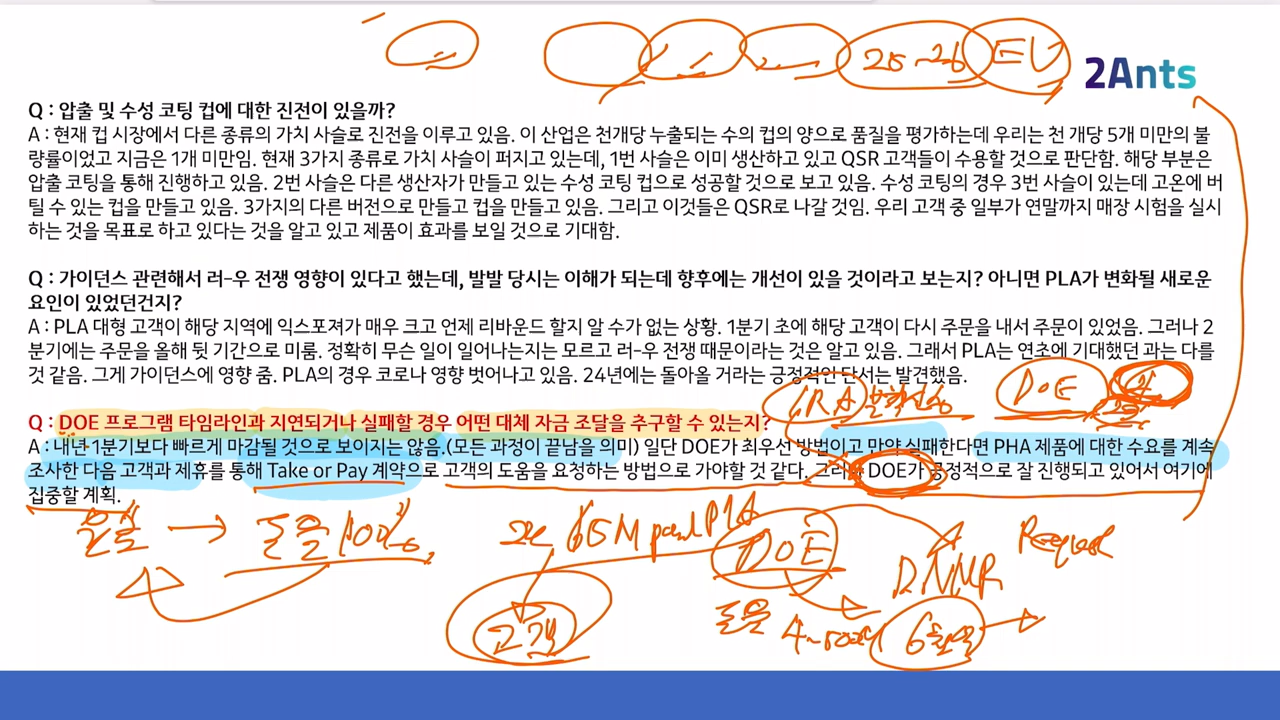 25~26 EV
2Ants
Q : 압출 및 수성 코팅 컵에 대한 진전이 있을까?
A : 현재 컵 시장에서 다른 종류의 가치 사슬로 진전을 이루고 있음. 이 산업은 천개당 누출되는 수의 컵의 양으로 품질을 평가하는데 우리는 천 개당 5개 미만의 불
량률이었고 지금은 1개 미만임. 현재 3가지 종류로 가치 사슬이 퍼지고 있는데, 1번 사슬은 이미 생산하고 있고 QSR 고객들이 수용할 것으로 판단함. 해당 부분은
압출 코팅을 통해 진행하고 있음. 2번 사슬은 다른 생산자가 만들고 있는 수성 코팅 컵으로 성공할 것으로 보고 있음. 수성 코팅의 경우 3번 사슬이 있는데 고온에 버
틸 수 있는 컵을 만들고 있음. 3가지의 다른 버전으로 만들고 컵을 만들고 있음. 그리고 이것들은 QSR로 나갈 것임. 우리 고객 중 일부가 연말까지 매장 시험을 실시
하는 것을 목표로 하고 있다는 것을 알고 있고 제품이 효과를 보일 것으로 기대함.
Q : 가이던스 관련해서 러-우 전쟁 영향이 있다고 했는데, 발발 당시는 이해가 되는데 향후에는 개선이 있을 것이라고 보는지? 아니면 PLA가 변화될 새로운
요인이 있었던건지?
A : PLA 대형 고객이 해당 지역에 익스포져가 매우 크고 언제 리바운드 할지 알 수가 없는 상황. 1분기 초에 해당 고객이 다시 주문을 내서 주문이 있었음. 그러나 2
분기에는 주문을 올해 뒷 기간으로 미룸. 정확히 무슨 일이 일어나는지는 모르고 러-우 전쟁 때문이라는 것은 알고 있음. 그래서 PLA는 연초에 기대했던 과는 다를
것 같음. 그게 가이던스에 영향 줌. PLA의 경우 코로나 영향 벗어나고 있음. 24년에는 돌아올 거라는 긍정적인 단서는 발견했음.
IRA DOE
Q : DOE 프로그램 타임라인과 지연되거나 실패할 경우 어떤 대체 자금 조달을 추구할 수 있는지?
A : 내년 1분기보다 빠르게 마감될 것으로 보이지는 않음.(모든 과정이 끝남을 의미) 일단 DOE가 최우선 방법이고 만약 실패한다면 PHA 제품에 대한 수요를 계속
조사한 다음 고객과 제휴를 통해 Take or Pay 계약으로 고객의 도움을 요청하는 방법으로 가야할 것 같다. 그러나 DOE가 긍정적으로 잘 진행되고 있어서 여기에
집중할 계획.
→ 100% 65M DOE DNMR Request
고객 6